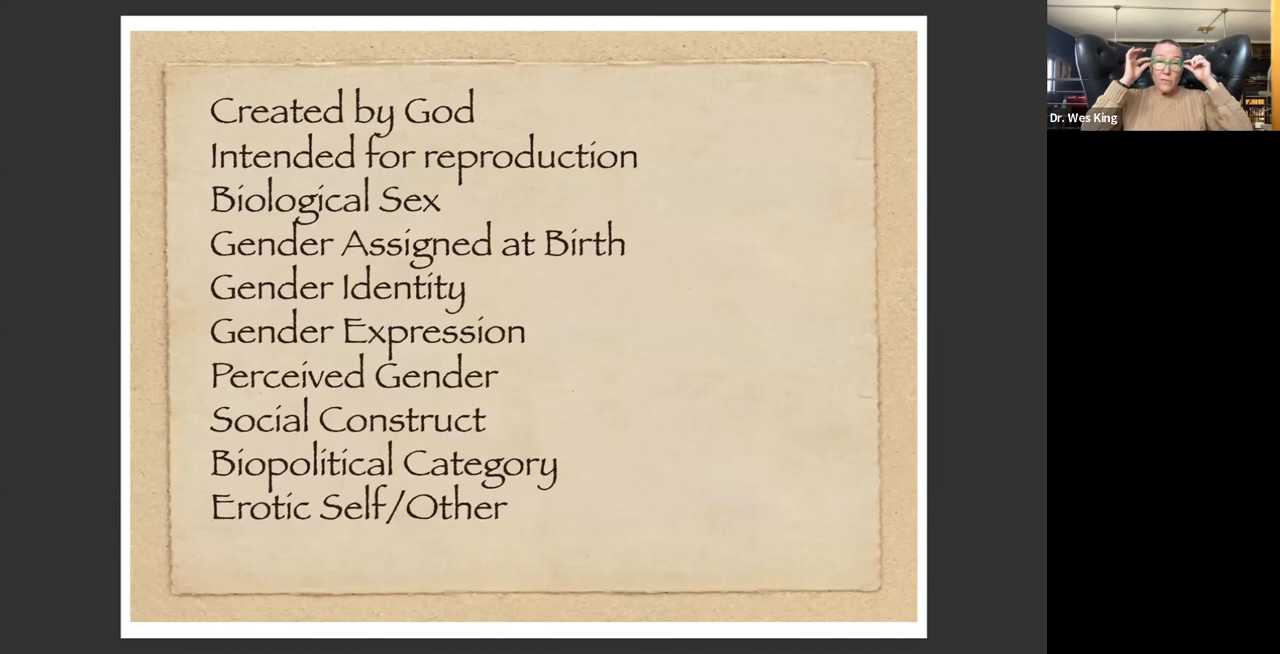 Created by God
Intended for reproduction
Biological Sex
Gender Assigned at Birth
Gender Identity
Gender Expression
Perceived Gender
Social Construct
Biopolitical Category
Erotic Self/Other
Dr. Wes King